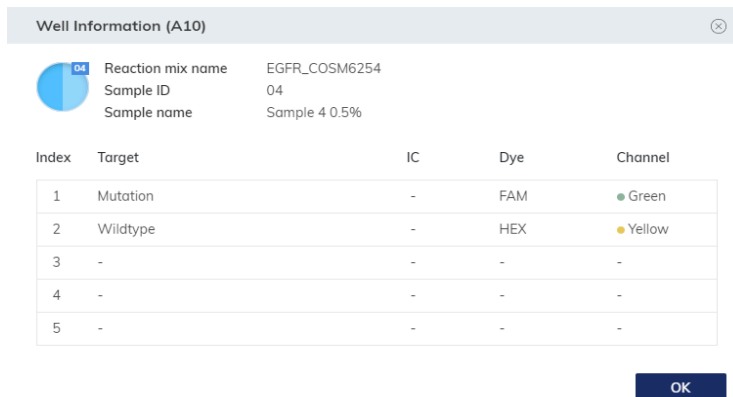 Well Information (A10)
04
Reaction mix name EGFR_COSM6254
Sample ID 04
Sample name Sample 4 0.5%
Index Target IC Dye Channel
1 Mutation - FAM Green
2 Wildtype - HEX Yellow
3 - - - -
4 - - - -
5 - - - -
OK